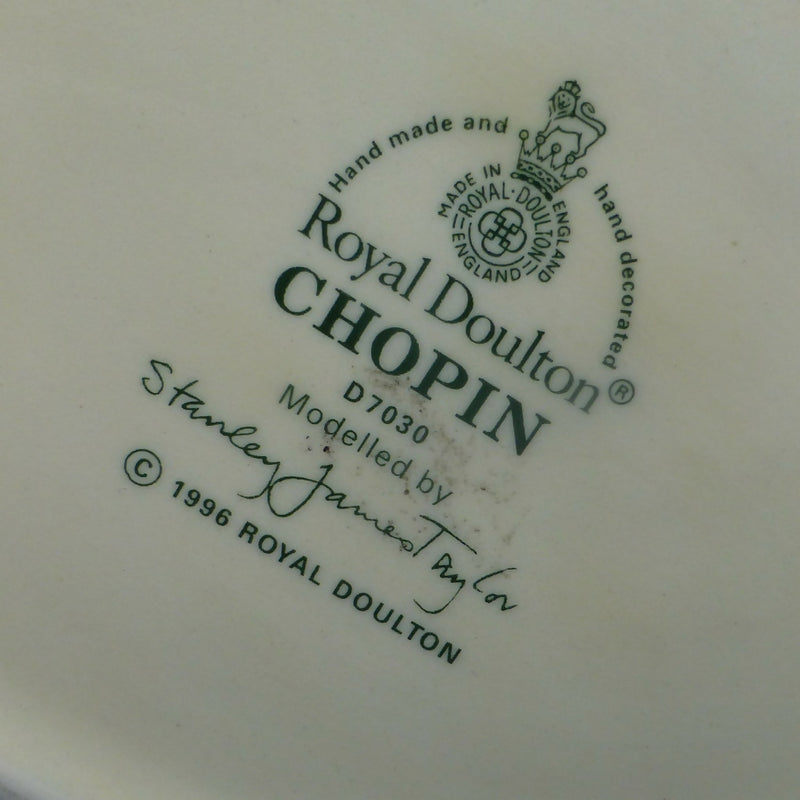 Hand made and hand decorated
MADE IN ENGLAND
ROYAL·DOULTON
ENGLAND
Royal Doulton®
CHOPIN
D7030
Modelled by
Stanley James Taylor
© 1996 ROYAL DOULTON